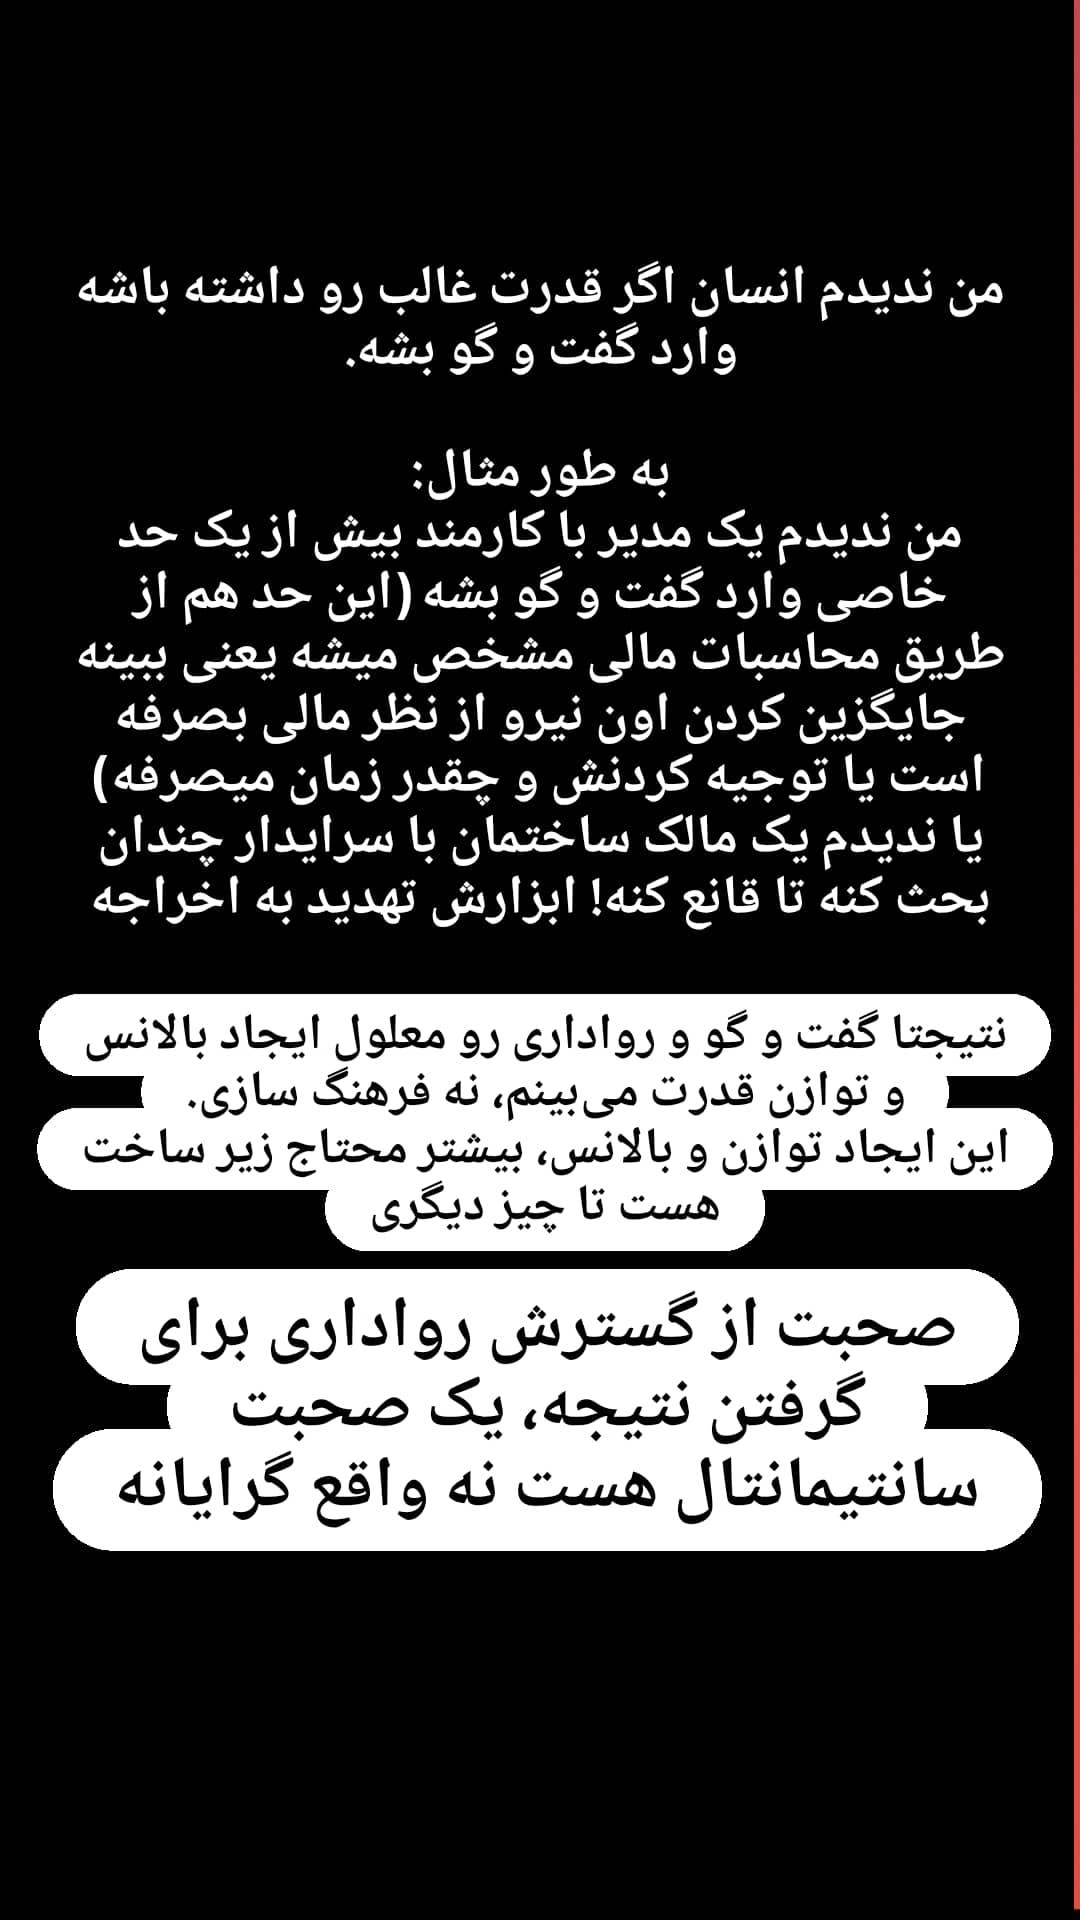 من ندیدم انسان اگر قدرت غالب رو داشته باشه
وارد گفت و گو بشه.
به طور مثال:
من ندیدم یک مدیر با کارمند بیش از یک حد
خاصی وارد گفت و گو بشه (این حد هم از
طریق محاسبات مالی مشخص میشه یعنی ببینه
جایگزین کردن اون نیرو از نظر مالی بصرفه
است یا توجیه کردنش و چقدر زمان میصرفه)
یا ندیدم یک مالک ساختمان با سرایدار چندان
بحث کنه تا قانع کنه! ابزارش تهدید به اخراجه
نتیجتا گفت و گو و رواداری رو معلول ایجاد بالانس
و توازن قدرت می‌بینم، نه فرهنگ سازی.
این ایجاد توازن و بالانس، بیشتر محتاج زیر ساخت
هست تا چیز دیگری
صحبت از گسترش رواداری برای
گرفتن نتیجه، یک صحبت
سانتیمانتال هست نه واقع گرایانه